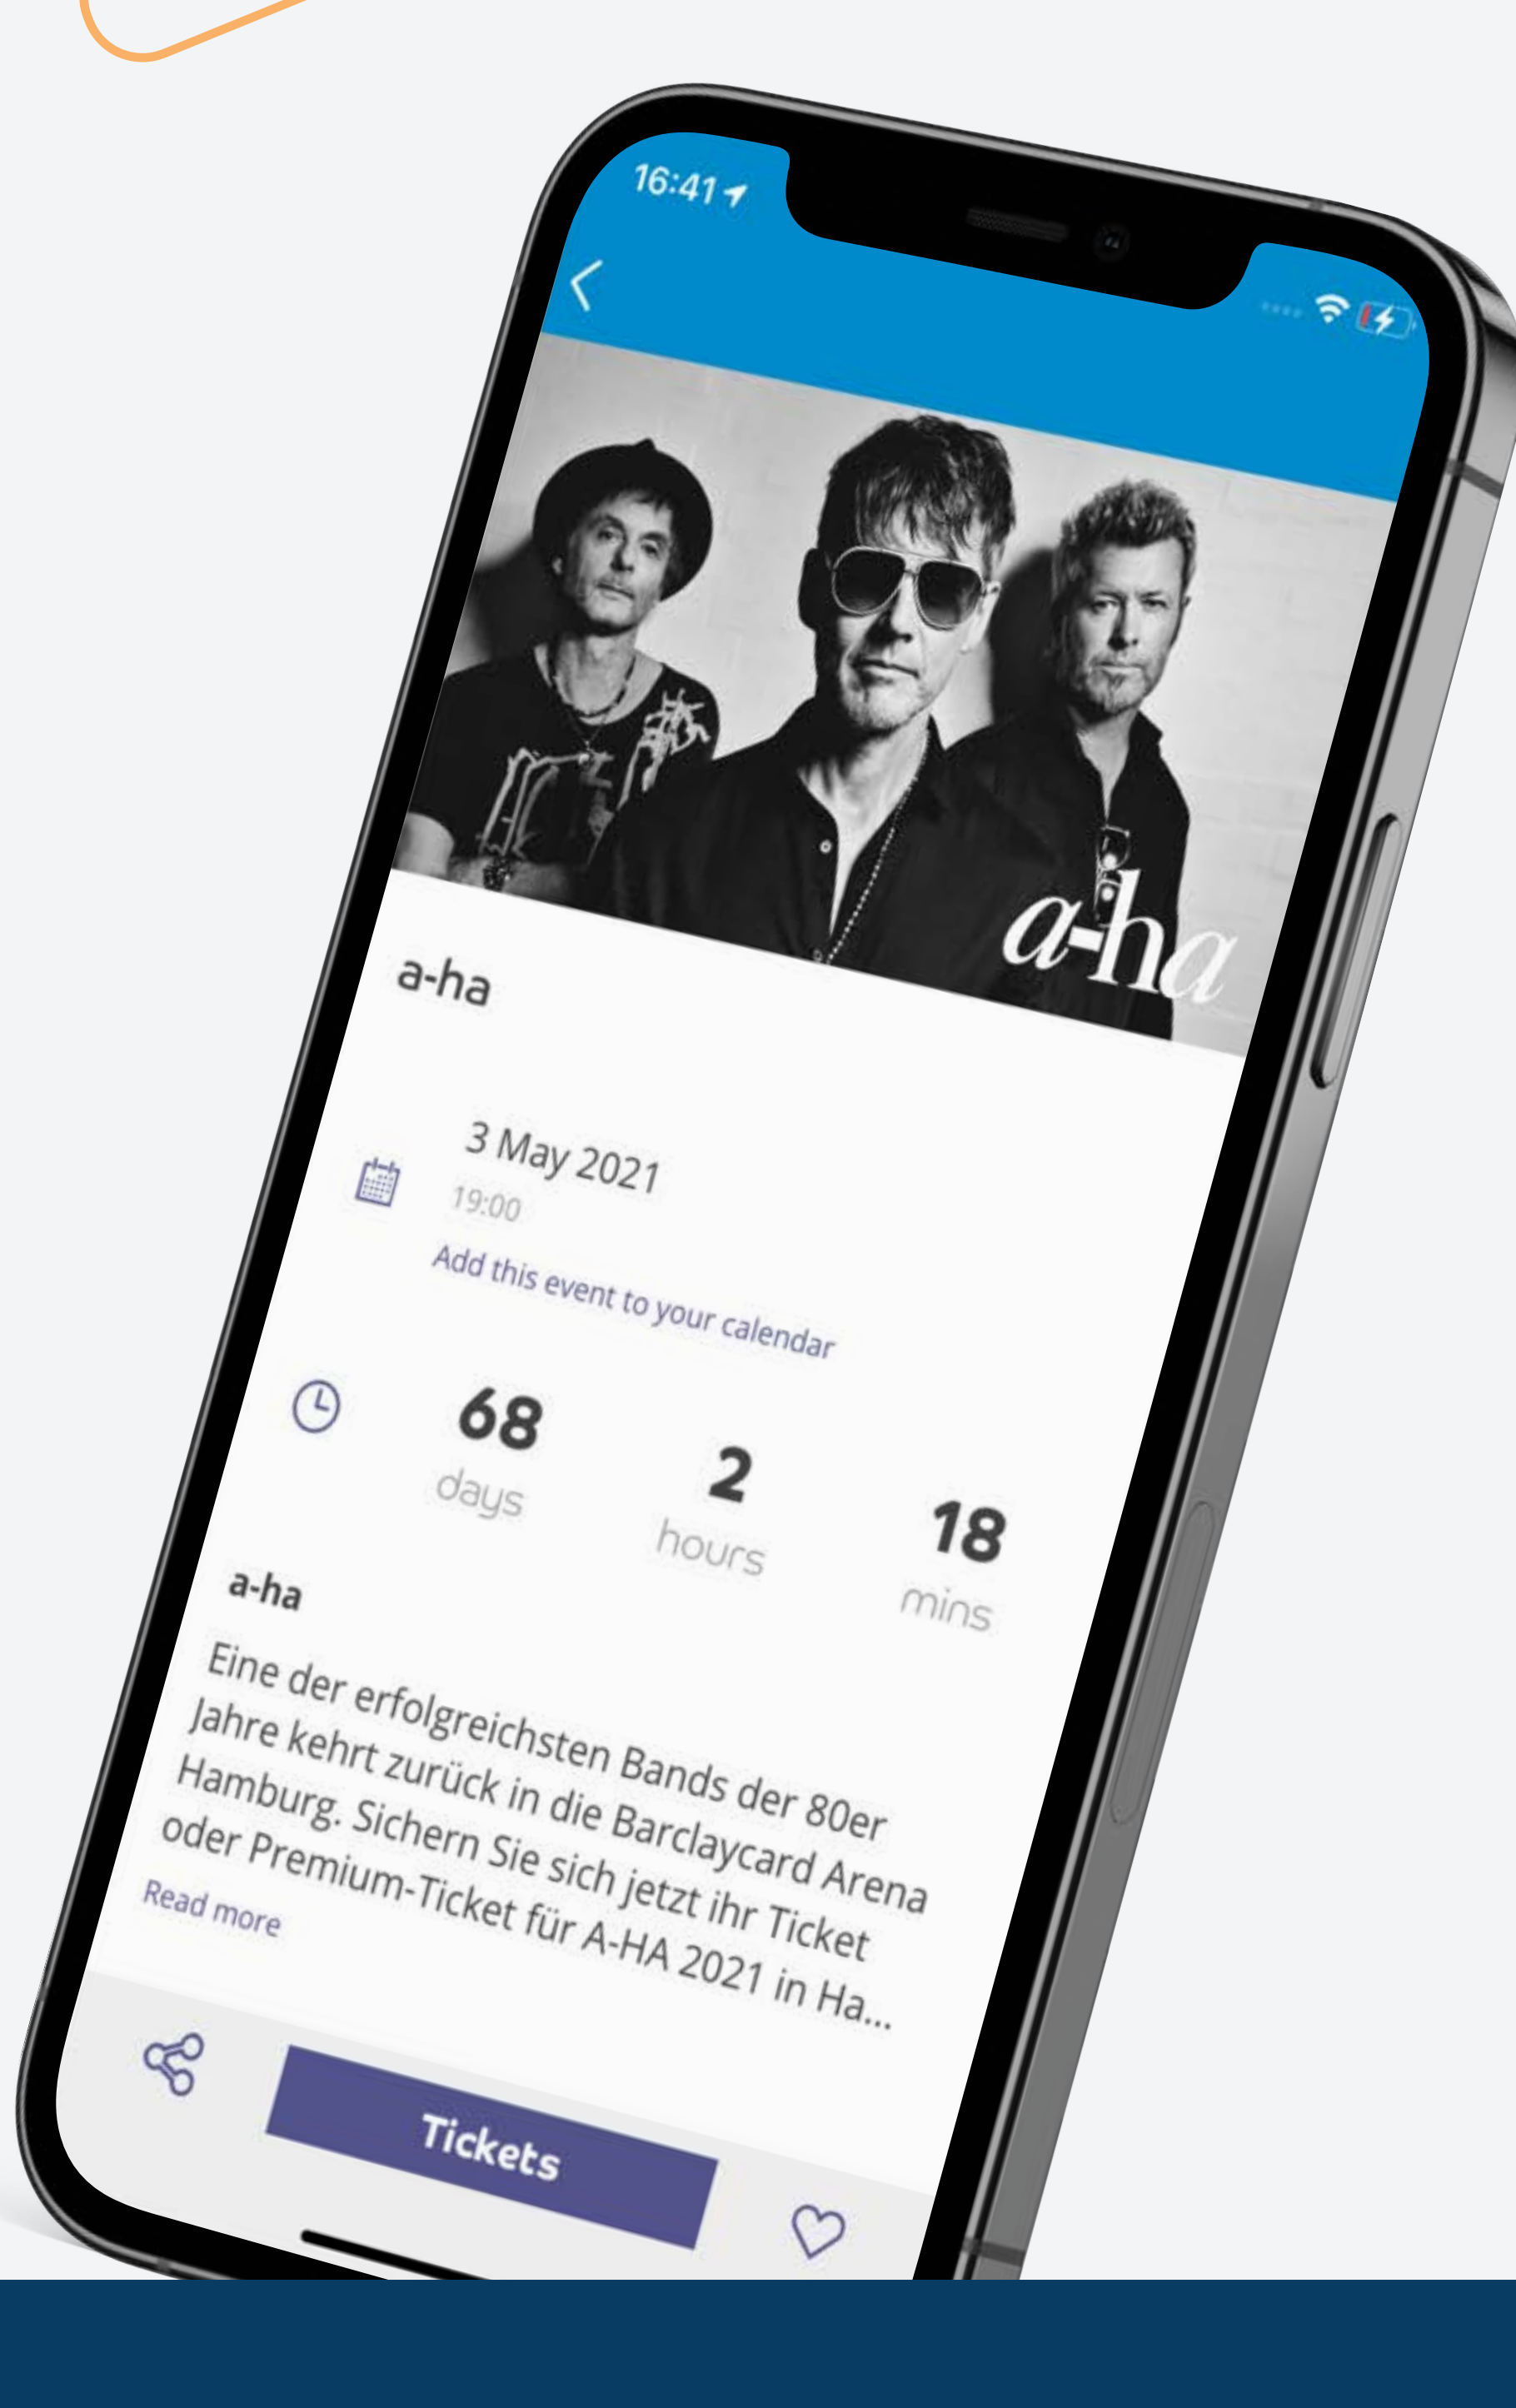 16:41
a-ha
a-ha
3 May 2021
19:00
Add this event to your calendar
68
2
18
days
hours
mins
a-ha
Eine der erfolgreichsten Bands der 80er
Jahre kehrt zurück in die Barclaycard Arena
Hamburg. Sichern Sie sich jetzt ihr Ticket
oder Premium-Ticket für A-HA 2021 in Ha...
Read more
Tickets